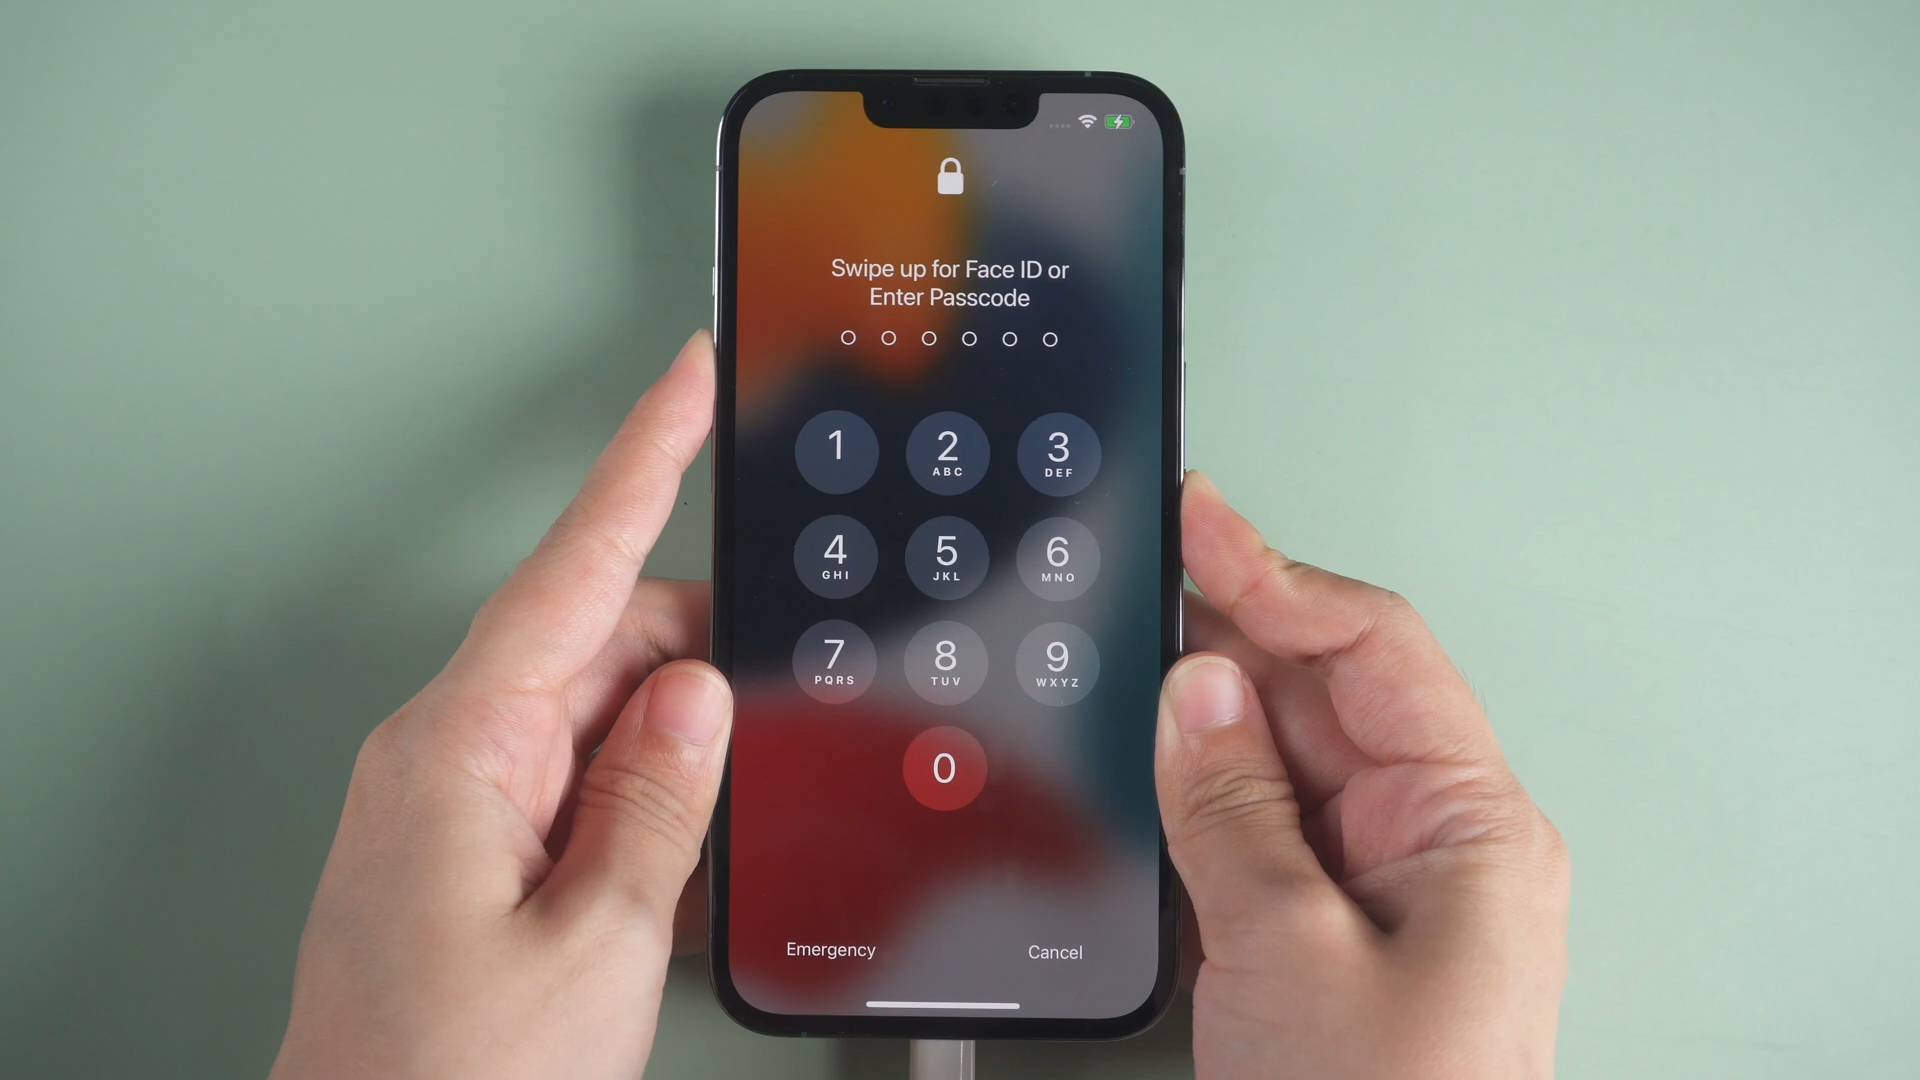 Swipe up for Face ID or
Enter Passcode
1 2 3
ABC DEF
4 5 6
GHI JKL MNO
7 8 9
PQRS TUV WXYZ
0
Emergency Cancel